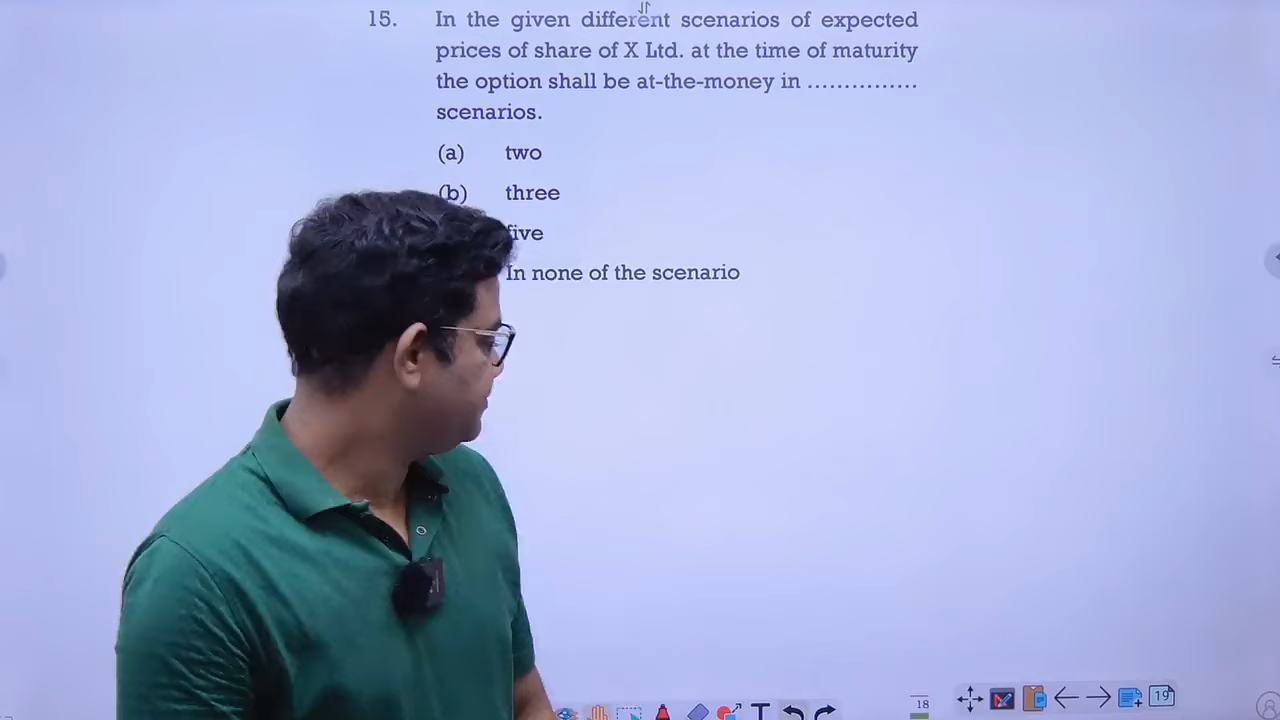 15. In the given different scenarios of expected
prices of share of X Ltd. at the time of maturity
the option shall be at-the-money in ...............
scenarios.
(a) two
(b) three
five
In none of the scenario
18
19